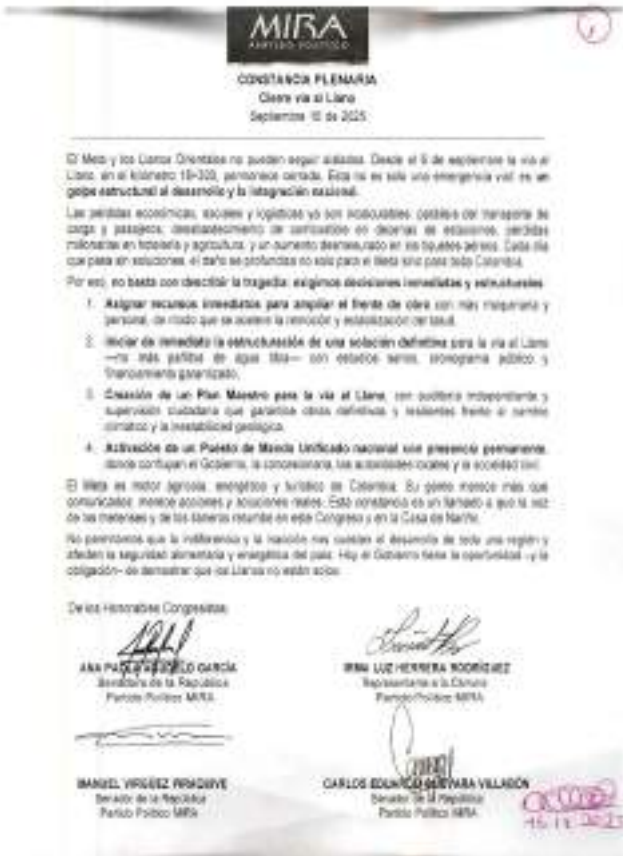 MIRA
PARTIDO POLÍTICO
CONSTANCIA PLENARIA
Cierre vía al Llano
Septiembre 10 de 2025
El Meta y los Llanos Orientales no pueden seguir aislados. Desde el 6 de septiembre la vía al
Llano, en el kilómetro 18+300, permanece cerrada. Esta no es solo una emergencia vial: es un
golpe estructural al desarrollo y la integración nacional.
Las pérdidas económicas, sociales y logísticas ya son incalculables: parálisis del transporte de
carga y pasajeros, desabastecimiento de combustible en decenas de estaciones, pérdidas
millonarias en hotelería y agricultura, y un aumento desmesurado en los tiquetes aéreos. Cada día
que pasa sin soluciones, el daño se profundiza no solo para el Meta sino para toda Colombia.
Por eso, no basta con describir la tragedia: exigimos decisiones inmediatas y estructurales:
1. Asignar recursos inmediatos para ampliar el frente de obra con más maquinaria y
personal, de modo que se acelere la remoción y estabilización del talud.
2. Iniciar de inmediato la estructuración de una solución definitiva para la vía al Llano
—no más pañitos de agua tibia— con estudios serios, cronograma público y
financiamiento garantizado.
3. Creación de un Plan Maestro para la vía al Llano, con auditoría independiente y
supervisión ciudadana que garantice obras definitivas y resilientes frente al cambio
climático y la inestabilidad geológica.
4. Activación de un Puesto de Mando Unificado nacional con presencia permanente,
donde confluyan el Gobierno, la concesionaria, las autoridades locales y la sociedad civil.
El Meta es motor agrícola, energético y turístico de Colombia. Su gente merece más que
comunicados: merece acciones y soluciones reales. Esta constancia es un llamado a que la voz
de los metenses y de los llaneros retumbe en este Congreso y en la Casa de Nariño.
No permitamos que la indiferencia y la inacción nos cuesten el desarrollo de toda una región y
afecten la seguridad alimentaria y energética del país. Hoy el Gobierno tiene la oportunidad –y la
obligación– de demostrar que los Llanos no están solos.
De los Honorables Congresistas,
ANA PAOLA AGUDELO GARCÍA
Senadora de la República
Partido Político MIRA
IRMA LUZ HERRERA RODRÍGUEZ
Representante a la Cámara
Partido Político MIRA
MANUEL VIRGÜEZ PIRAQUIVE
Senador de la República
Partido Político MIRA
CARLOS EDUARDO GUEVARA VILLABÓN
Senador de la República
Partido Político MIRA